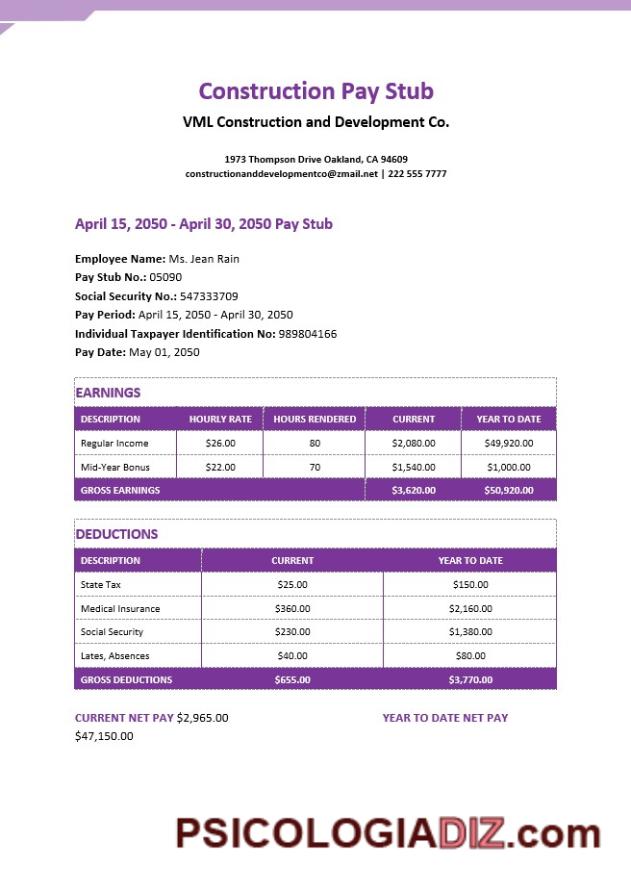 Construction Pay Stub
VML Construction and Development Co.
1973 Thompson Drive Oakland, CA 94609
constructionanddevelopmentco@zmail.net | 222 555 7777
April 15, 2050 - April 30, 2050 Pay Stub
Employee Name: Ms. Jean Rain
Pay Stub No.: 05090
Social Security No.: 547333709
Pay Period: April 15, 2050 - April 30, 2050
Individual Taxpayer Identification No: 989804166
Pay Date: May 01, 2050
EARNINGS
DESCRIPTION HOURLY RATE HOURS RENDERED CURRENT YEAR TO DATE
Regular Income $26.00 80 $2,080.00 $49,920.00
Mid-Year Bonus $22.00 70 $1,540.00 $1,000.00
GROSS EARNINGS $3,620.00 $50,920.00
DEDUCTIONS
DESCRIPTION CURRENT YEAR TO DATE
State Tax $25.00 $150.00
Medical Insurance $360.00 $2,160.00
Social Security $230.00 $1,380.00
Lates, Absences $40.00 $80.00
GROSS DEDUCTIONS $655.00 $3,770.00
CURRENT NET PAY $2,965.00 YEAR TO DATE NET PAY
$47,150.00
PSICOLOGIADIZ.com